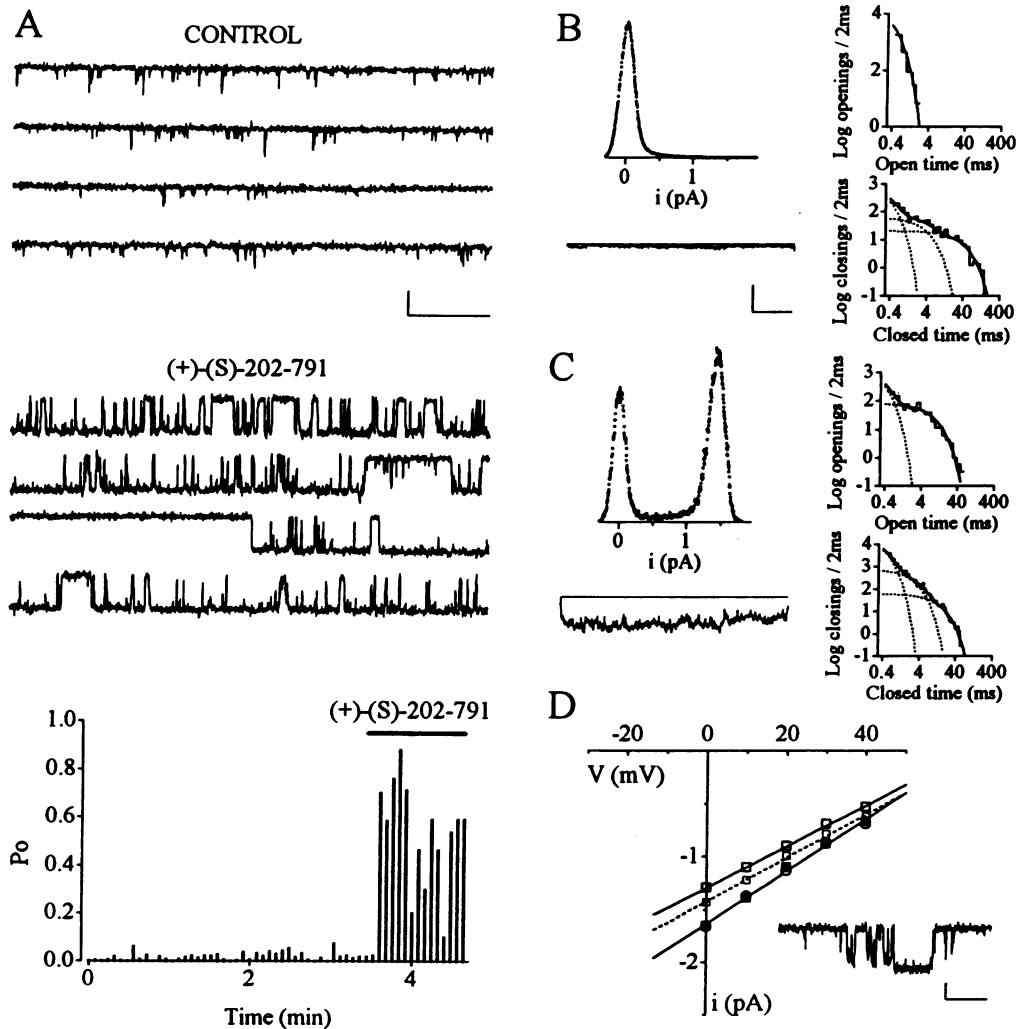 A
CONTROL
(+)-(S)-202-791
(+)-(S)-202-791
1.0
0.8
0.6
0.4
0.2
0.0
Po
0
2
4
Time (min)
B
0
1
i (pA)
Log openings / 2ms
4
2
0
0.4
4
40
400
Open time (ms)
Log closings / 2ms
3
2
1
0
-1
0.4
4
40
400
Closed time (ms)
C
0
1
i (pA)
Log openings / 2ms
3
2
1
0
-1
0.4
4
40
400
Open time (ms)
Log closings / 2ms
4
3
2
1
0
-1
0.4
4
40
400
Closed time (ms)
D
-20
0
20
40
V (mV)
-1
-2
i (pA)